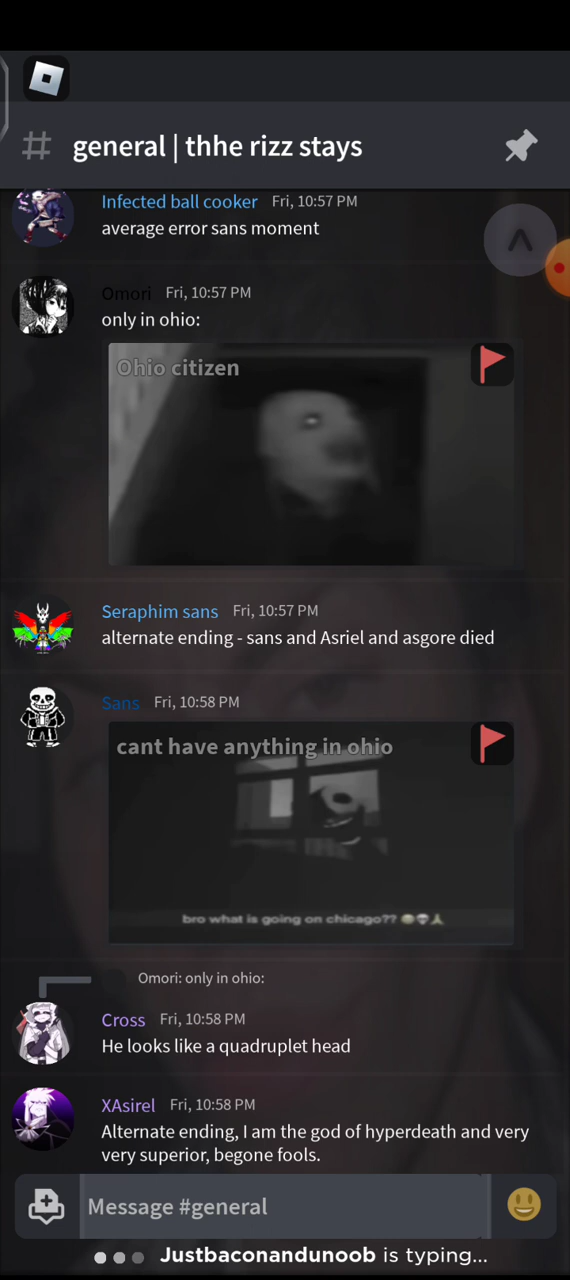 # general | thhe rizz stays
Infected ball cooker Fri, 10:57 PM
average error sans moment
Omori Fri, 10:57 PM
only in ohio:
Ohio citizen
Seraphim sans Fri, 10:57 PM
alternate ending - sans and Asriel and asgore died
Sans Fri, 10:58 PM
cant have anything in ohio
bro what is going on chicago??
Omori: only in ohio:
Cross Fri, 10:58 PM
He looks like a quadruplet head
XAsirel Fri, 10:58 PM
Alternate ending, I am the god of hyperdeath and very
very superior, begone fools.
Message #general
Justbaconandunoob is typing...